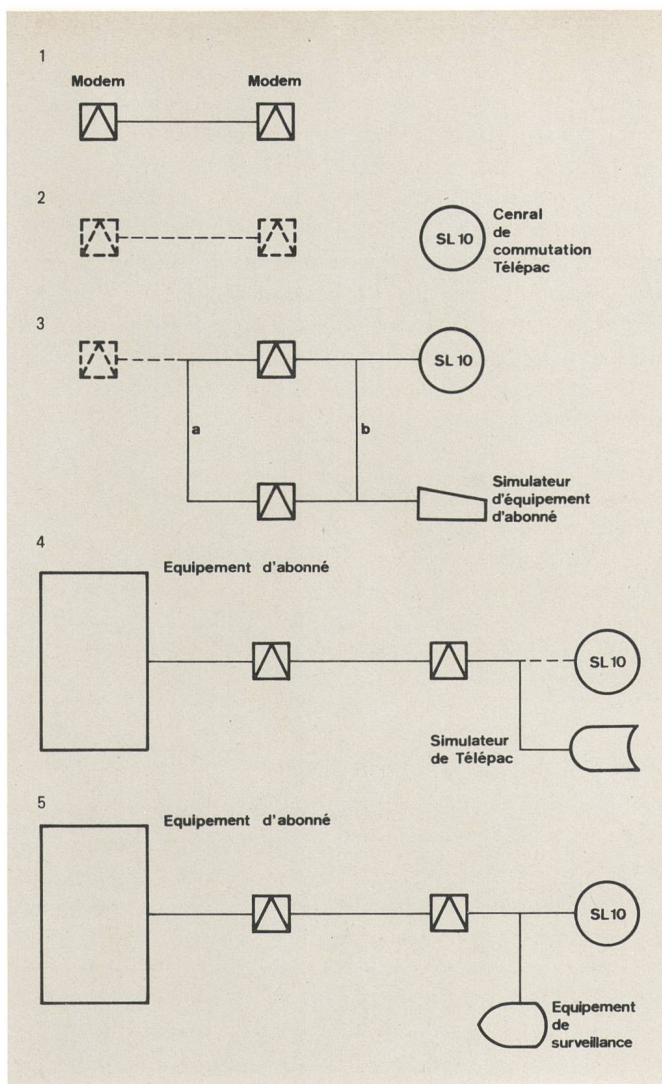 1
Modem Modem
2
SL 10
Cenral
de
commutation
Télépac
3
SL 10
a
b
Simulateur
d'équipement
d'abonné
4
Equipement d'abonné
SL 10
Simulateur
de Télépac
5
Equipement d'abonné
SL 10
Equipement
de
surveillance